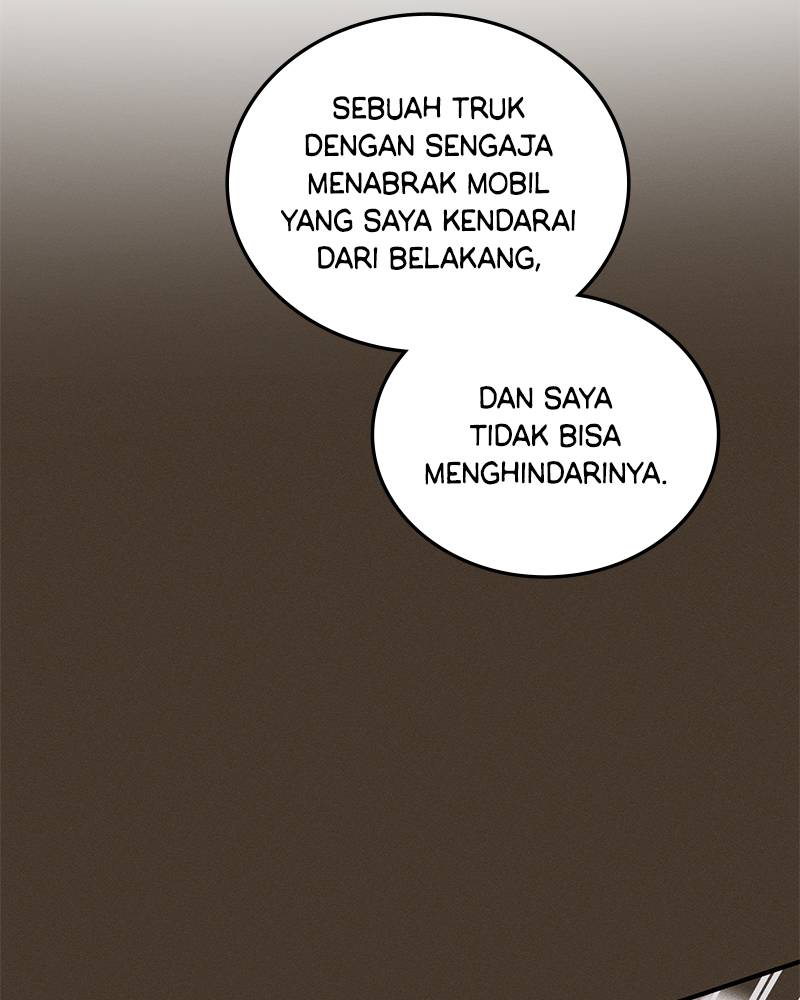 SEBUAH TRUK
DENGAN SENGAJA
MENABRAK MOBIL
YANG SAYA KENDARAI
DARI BELAKANG,
DAN SAYA
TIDAK BISA
MENGHINDARINYA.